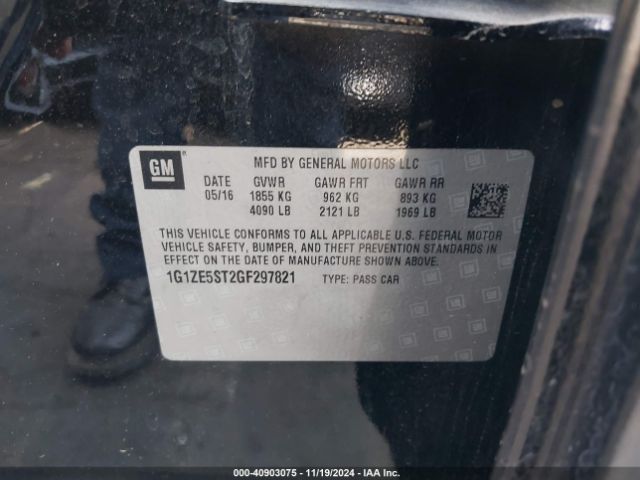 GM
MFD BY GENERAL MOTORS LLC
DATE GVWR GAWR FRT GAWR RR
05/16 1855 KG 962 KG 893 KG
4090 LB 2121 LB 1969 LB
THIS VEHICLE CONFORMS TO ALL APPLICABLE U.S. FEDERAL MOTOR
VEHICLE SAFETY, BUMPER, AND THEFT PREVENTION STANDARDS IN
EFFECT ON THE DATE OF MANUFACTURE SHOWN ABOVE.
1G1ZE5ST2GF297821 TYPE: PASS CAR
000-40903075 - 11/19/2024 - IAA Inc.